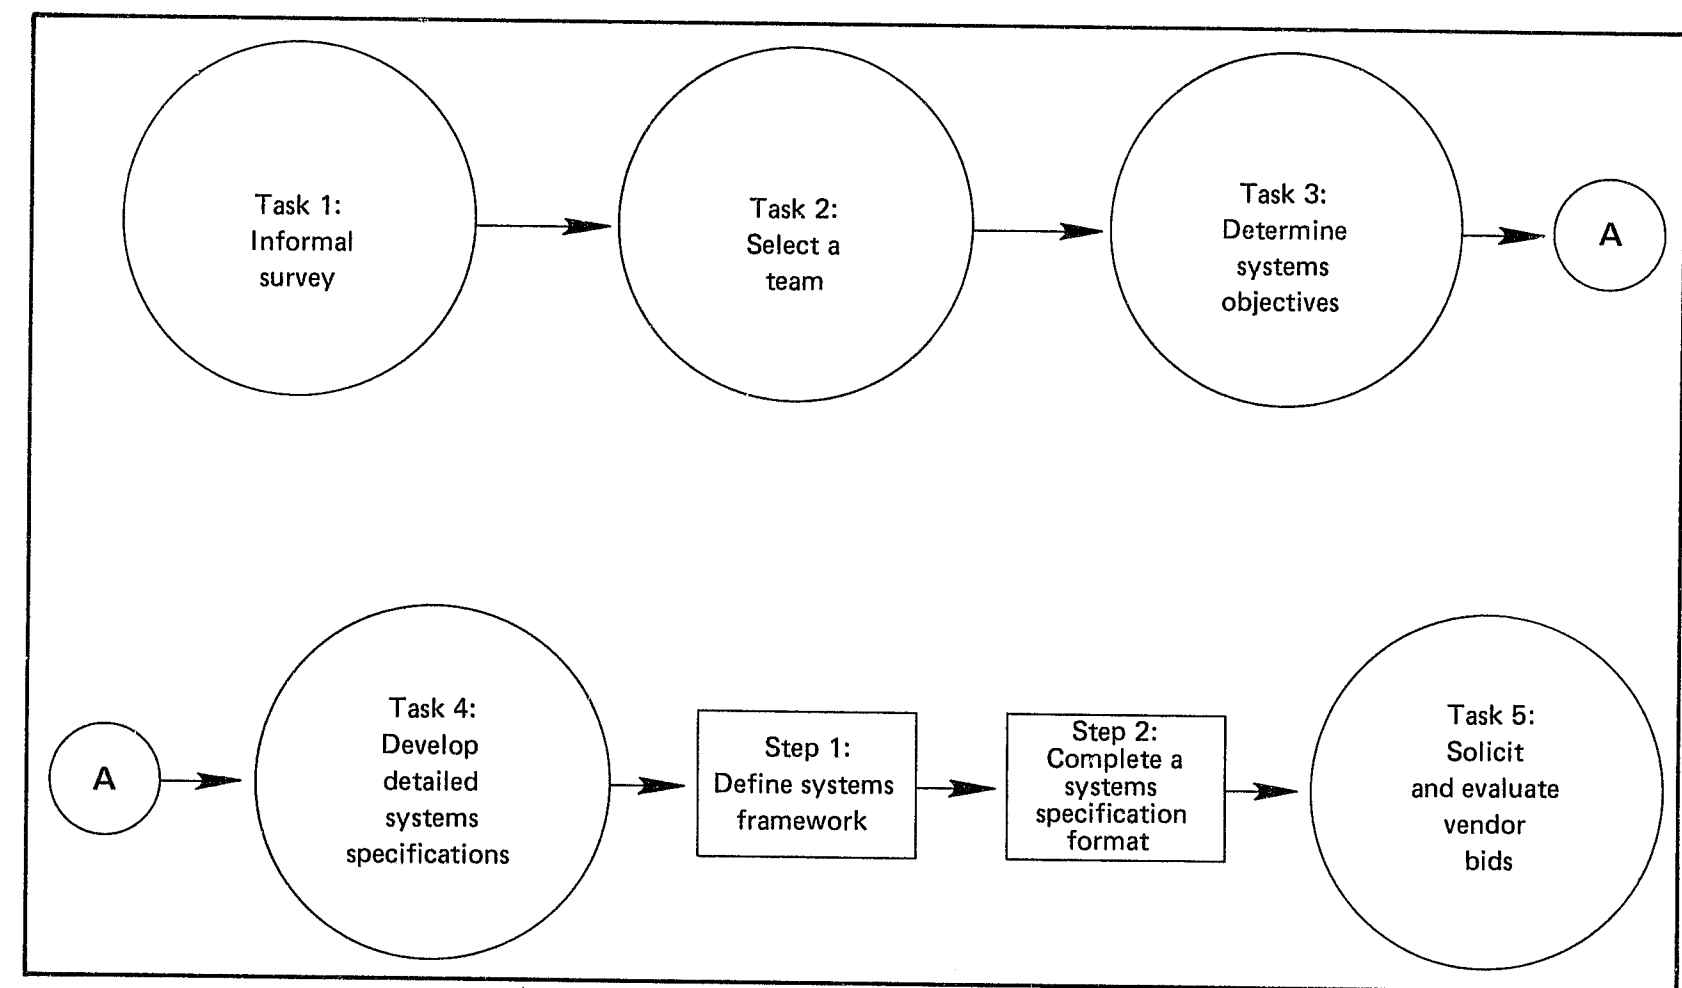 Task 1:
Informal
survey
Task 2:
Select a
team
Task 3:
Determine
systems
objectives
A
A
Task 4:
Develop
detailed
systems
specifications
Step 1:
Define systems
framework
Step 2:
Complete a
systems
specification
format
Task 5:
Solicit
and evaluate
vendor
bids